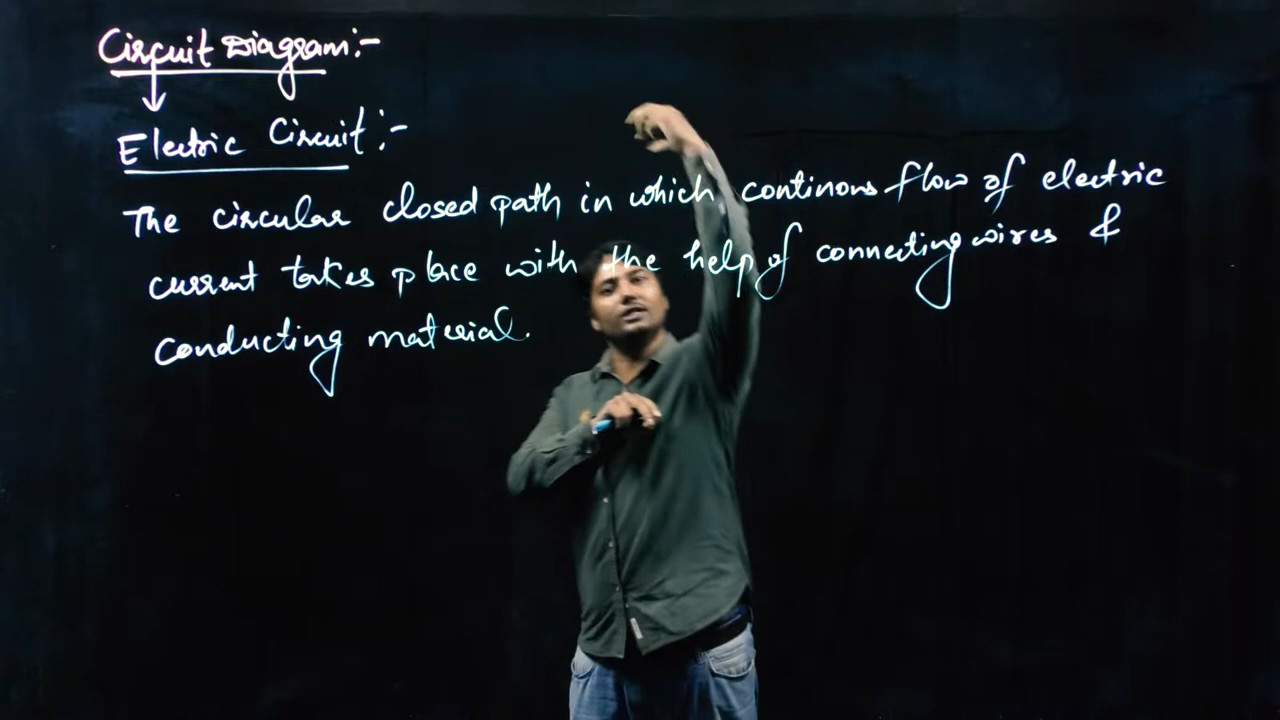 Circuit Diagram:-
Electric Circuit:-
The circular closed path in which continous flow of electric
current takes place with the help of connecting wires &
conducting material.